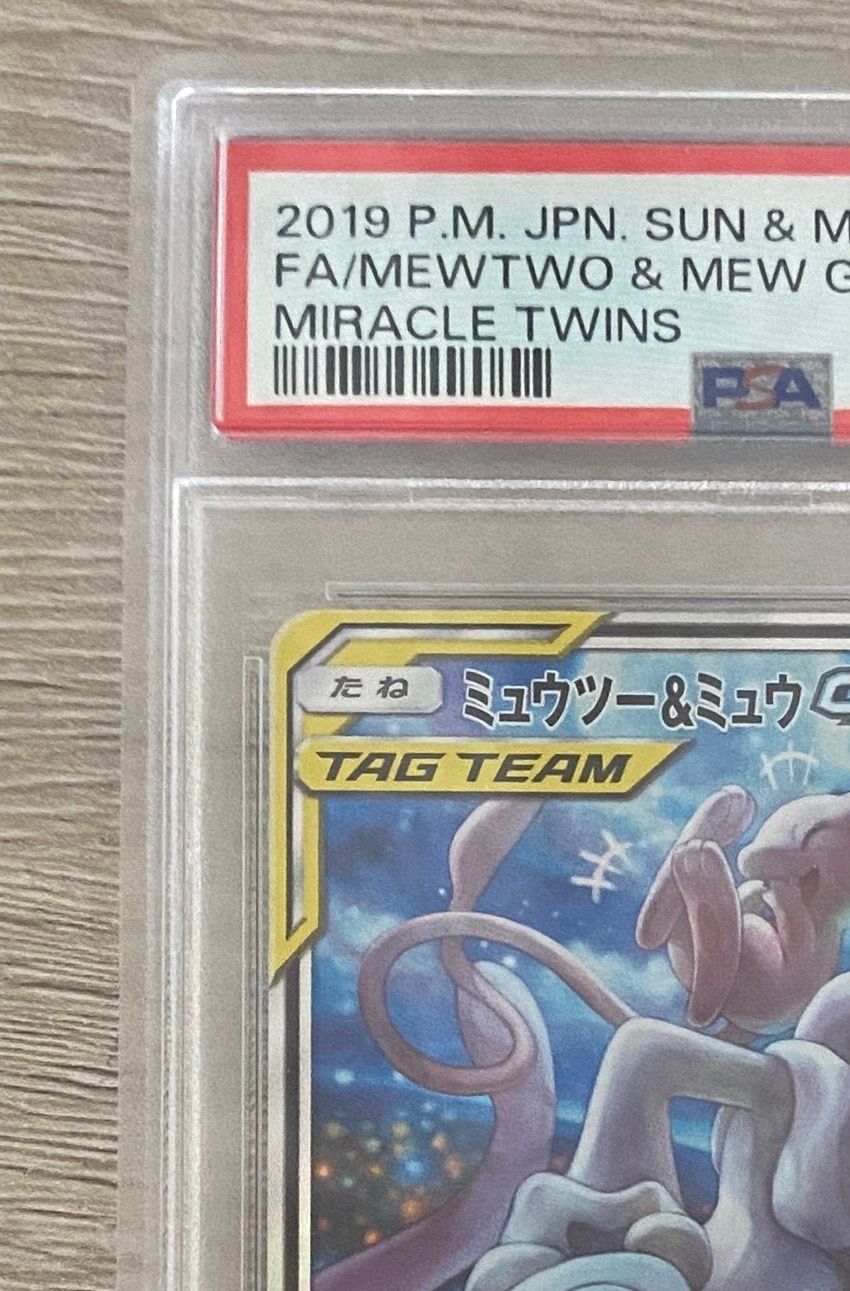 2019 P.M. JPN. SUN & M
FA/MEWTWO & MEW G
MIRACLE TWINS
PSA
たね ミュウツー&ミュウ
TAG TEAM